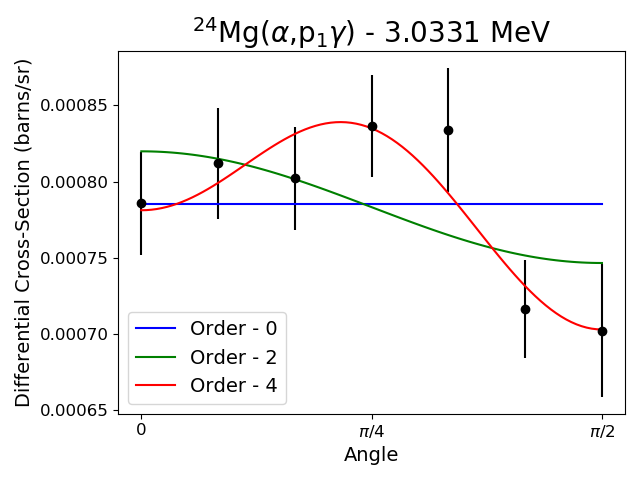 ²⁴Mg(α,p₁γ) - 3.0331 MeV
Differential Cross-Section (barns/sr)
0.00085
0.00080
0.00075
0.00070
0.00065
Order - 0
Order - 2
Order - 4
0
π/4
π/2
Angle